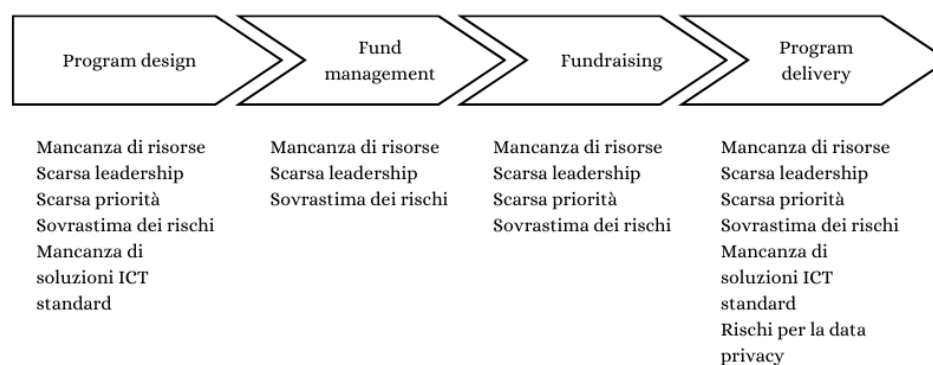 Program design
Fund
management
Fundraising
Program
delivery
Mancanza di risorse
Scarsa leadership
Scarsa priorità
Sovrastima dei rischi
Mancanza di
soluzioni ICT
standard
Mancanza di risorse
Scarsa leadership
Sovrastima dei rischi
Mancanza di risorse
Scarsa leadership
Scarsa priorità
Sovrastima dei rischi
Mancanza di risorse
Scarsa leadership
Scarsa priorità
Sovrastima dei rischi
Mancanza di
soluzioni ICT
standard
Rischi per la data
privacy